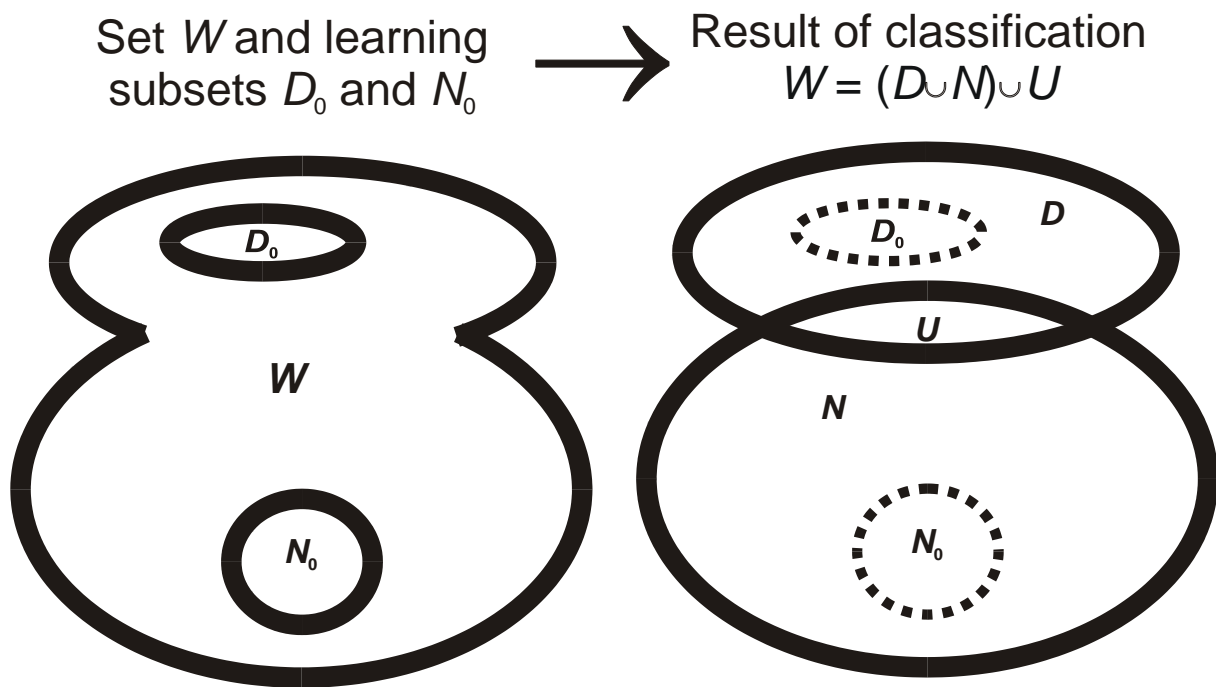 Set W and learning
subsets D₀ and N₀
Result of classification
W = (D∪N)∪U
D₀
W
N₀
D₀
D
U
N
N₀